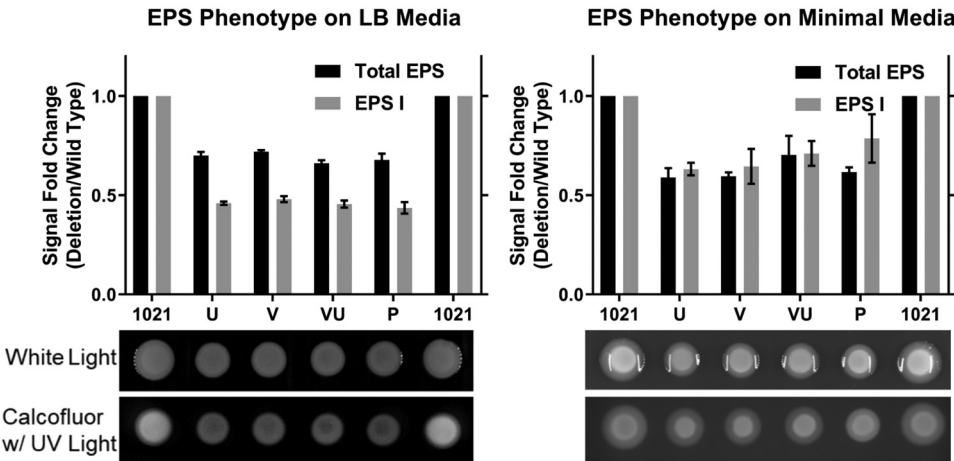 EPS Phenotype on LB Media
Total EPS
EPS I
Signal Fold Change
(Deletion/Wild Type)
1.0
0.5
0.0
1021 U V VU P 1021
EPS Phenotype on Minimal Media
Total EPS
EPS I
Signal Fold Change
(Deletion/Wild Type)
1.0
0.5
0.0
1021 U V VU P 1021
White Light
Calcofluor
w/ UV Light